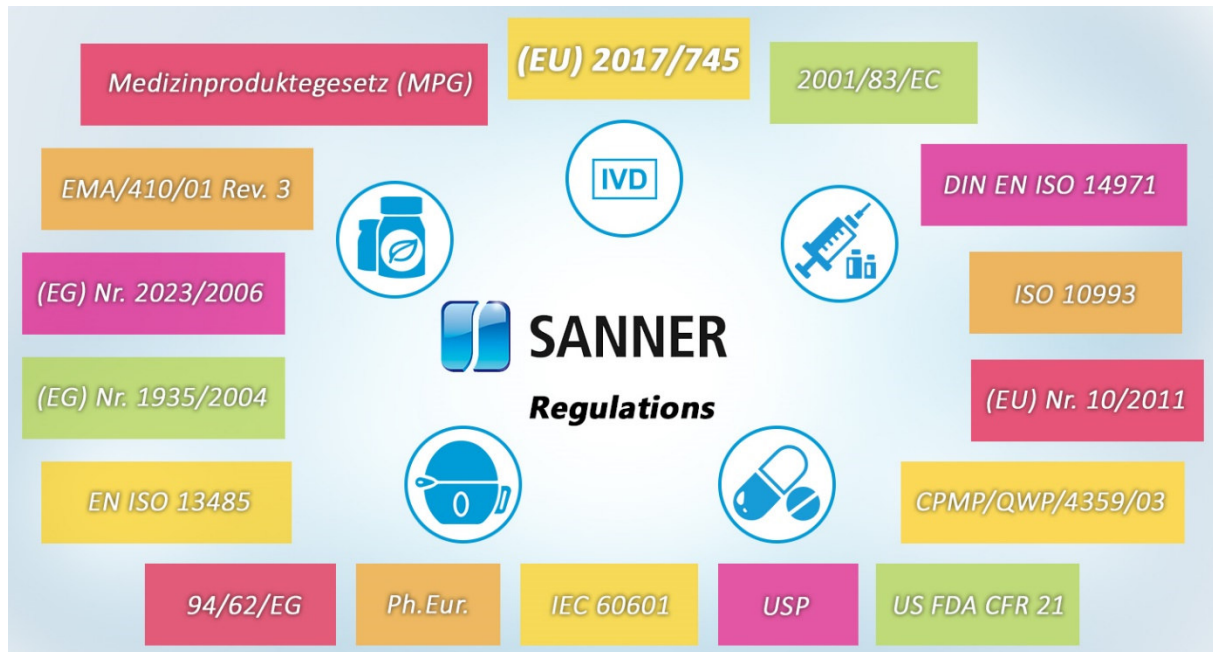 Medizinproduktegesetz (MPG)
(EU) 2017/745
2001/83/EC
EMA/410/01 Rev. 3
IVD
DIN EN ISO 14971
(EG) Nr. 2023/2006
ISO 10993
SANNER
Regulations
(EG) Nr. 1935/2004
(EU) Nr. 10/2011
EN ISO 13485
0
CPMP/QWP/4359/03
94/62/EG
Ph.Eur.
IEC 60601
USP
US FDA CFR 21